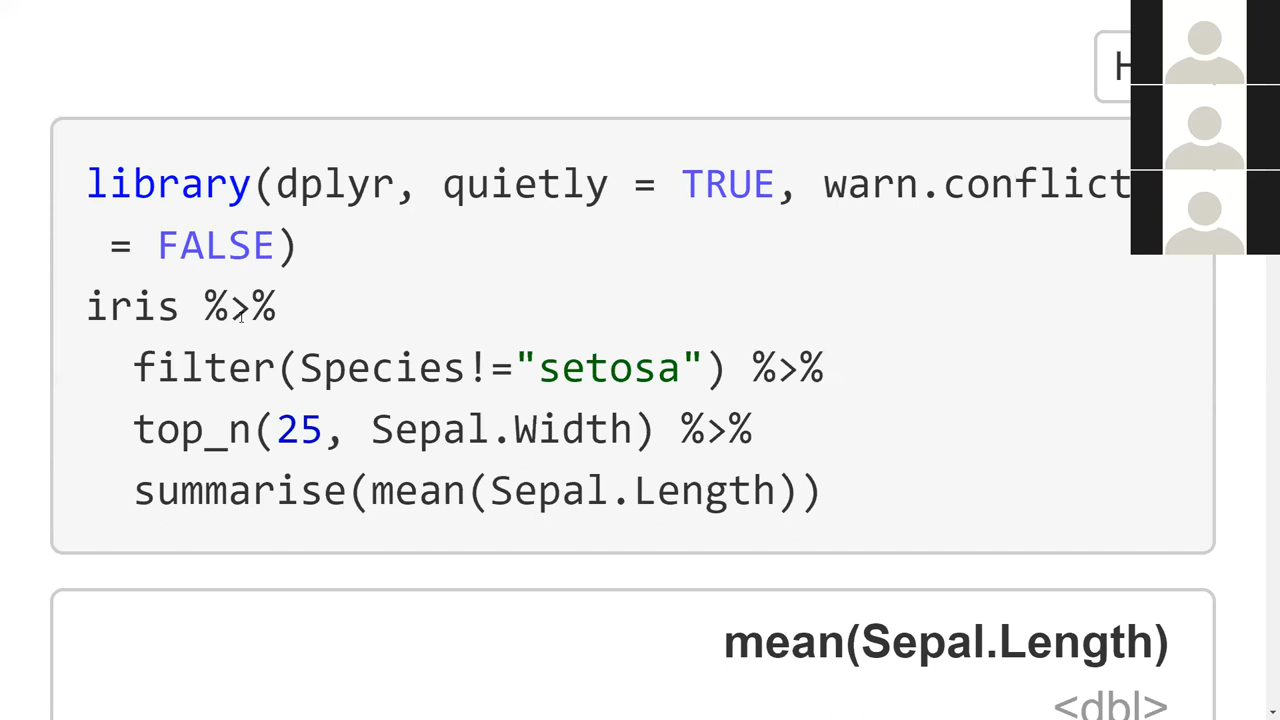 H
library(dplyr, quietly = TRUE, warn.conflict
= FALSE)
iris %>%
filter(Species!="setosa") %>%
top_n(25, Sepal.Width) %>%
summarise(mean(Sepal.Length))
mean(Sepal.Length)
<dbl>